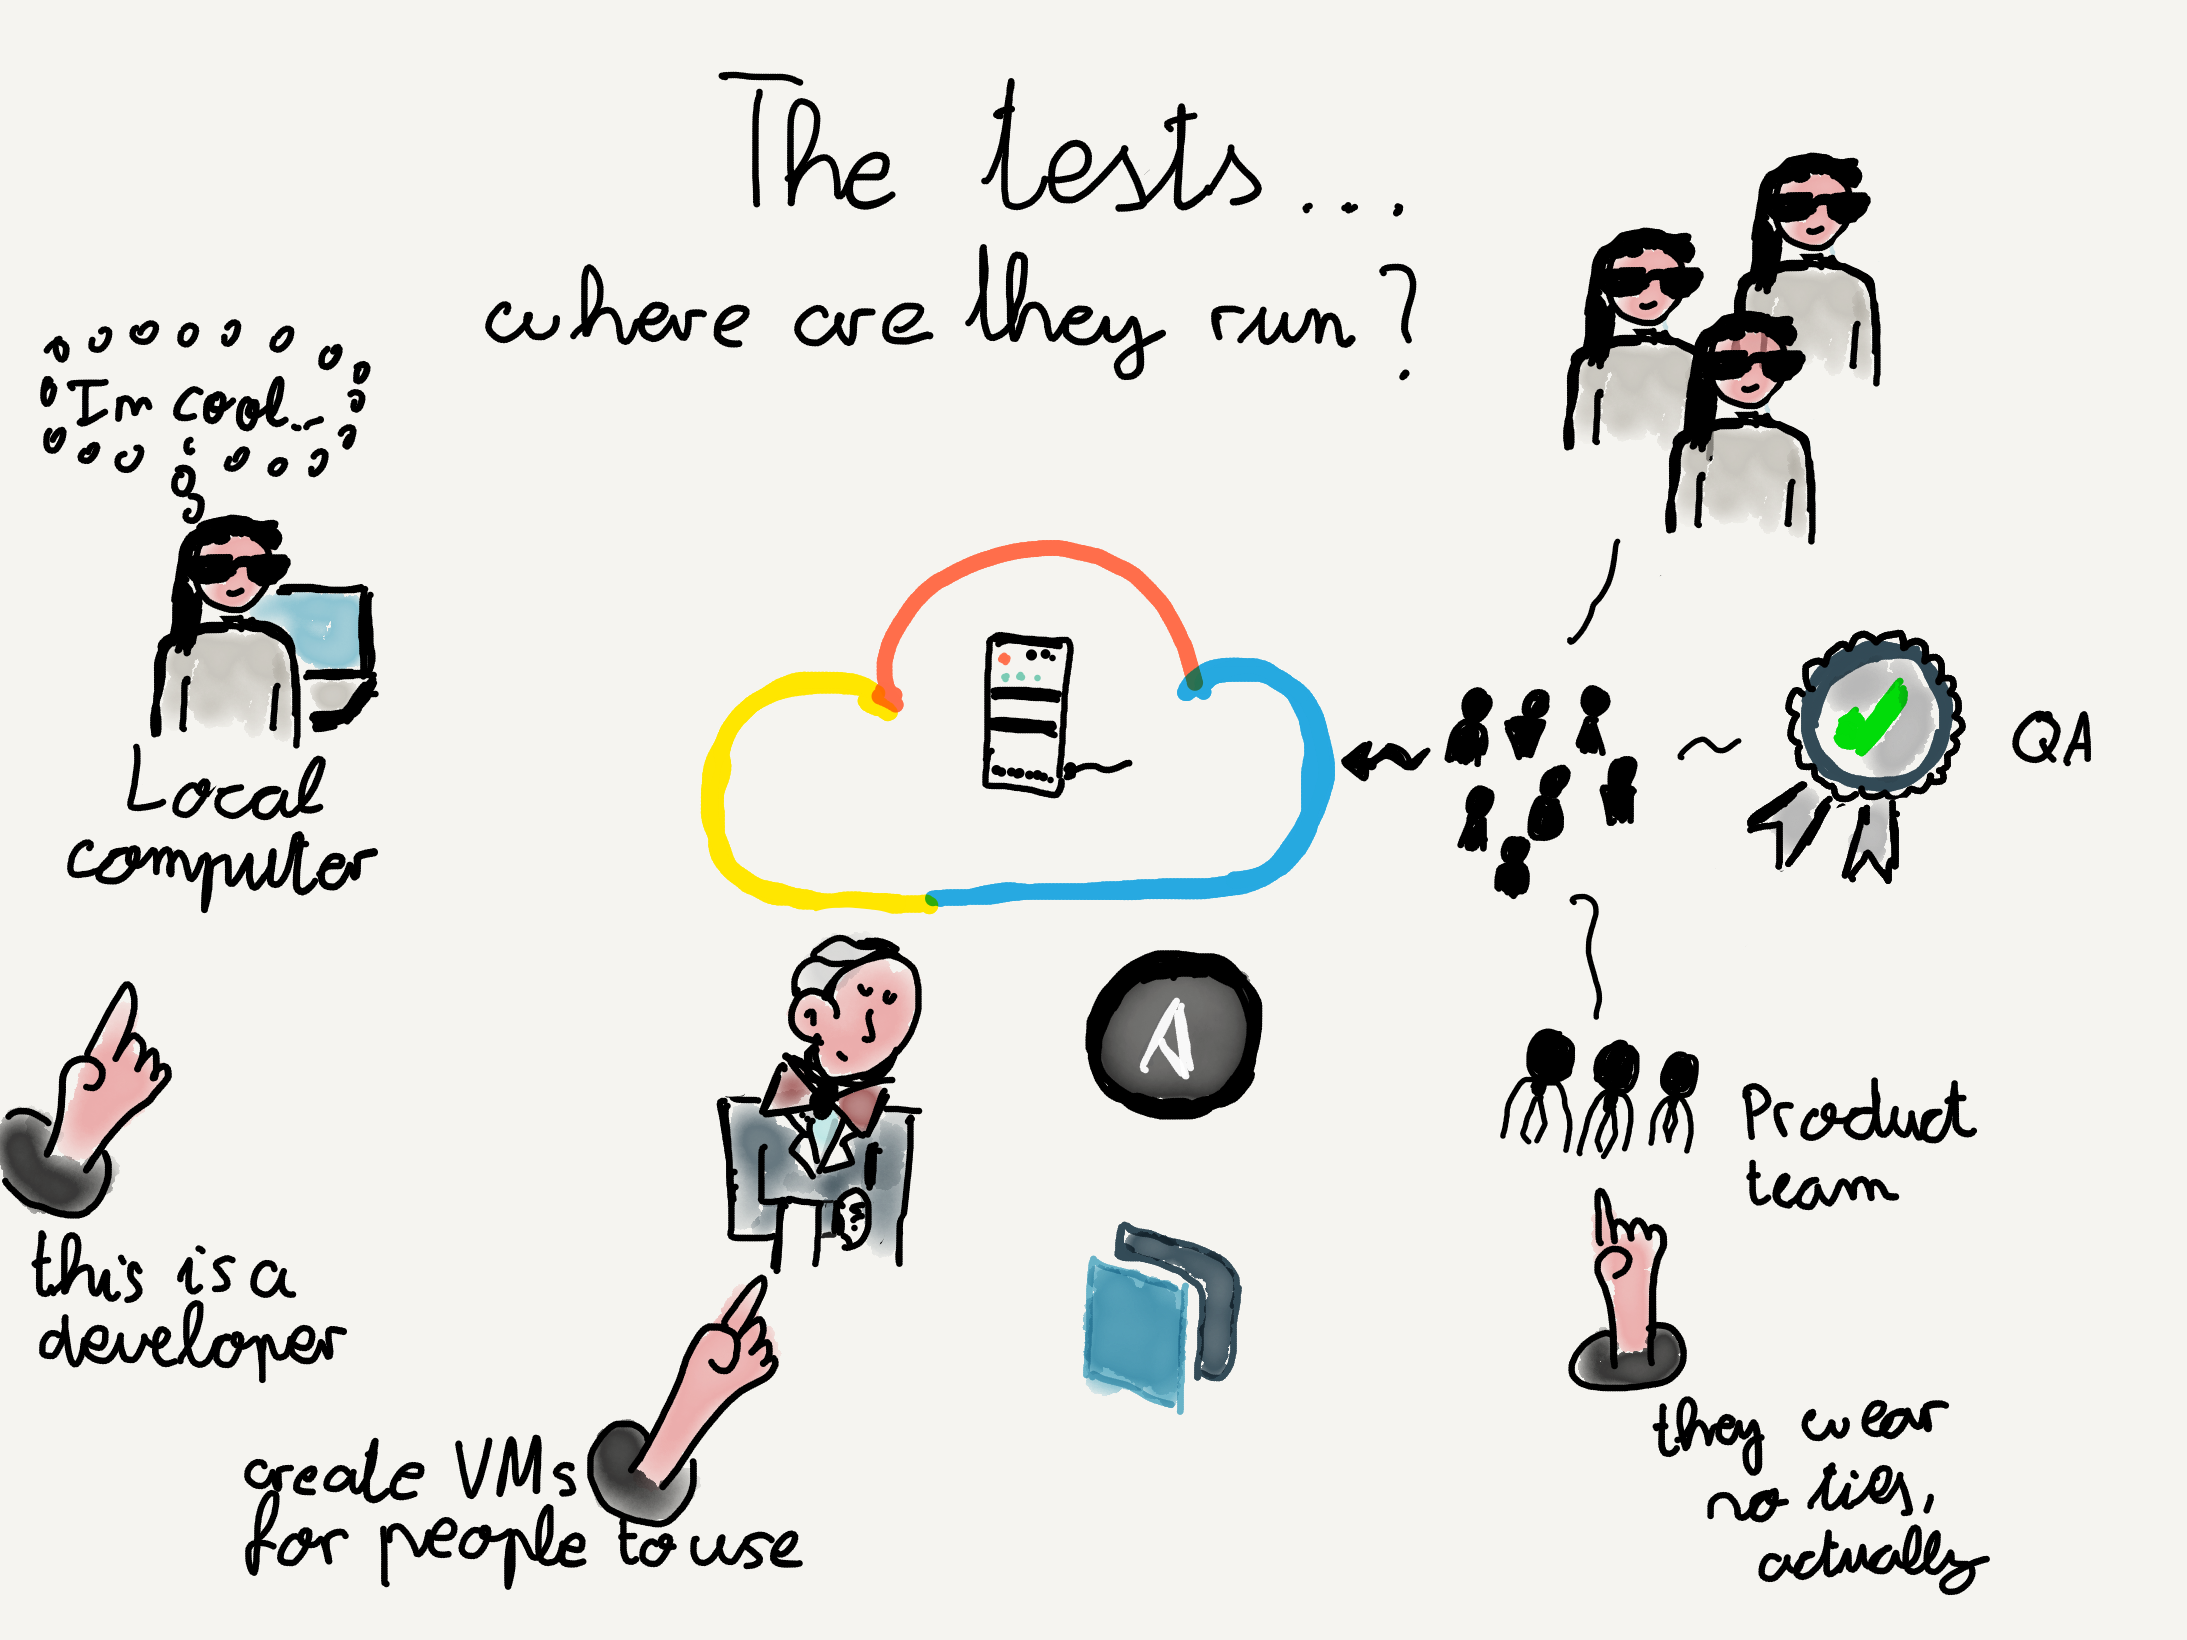 The tests...
where are they run?
I'm cool...
Local
computer
this is a
developer
create VMs
for people to use
A
QA
Product
team
they wear
no ties,
actually